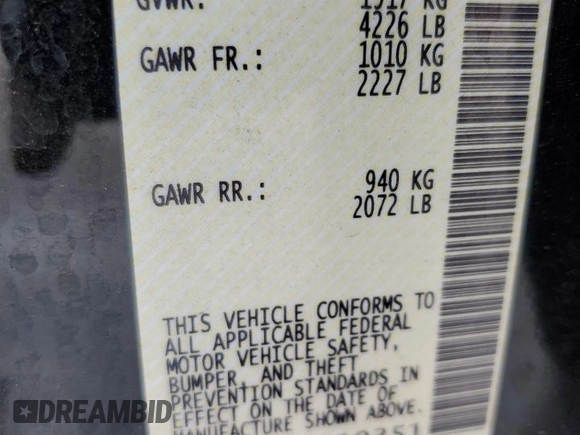 GVWR: 1917 KG
4226 LB
GAWR FR.: 1010 KG
2227 LB
GAWR RR.: 940 KG
2072 LB
THIS VEHICLE CONFORMS TO
ALL APPLICABLE FEDERAL
MOTOR VEHICLE SAFETY,
BUMPER, AND THEFT
PREVENTION STANDARDS IN
EFFECT ON THE DATE OF
MANUFACTURE SHOWN ABOVE.
DREAMBID